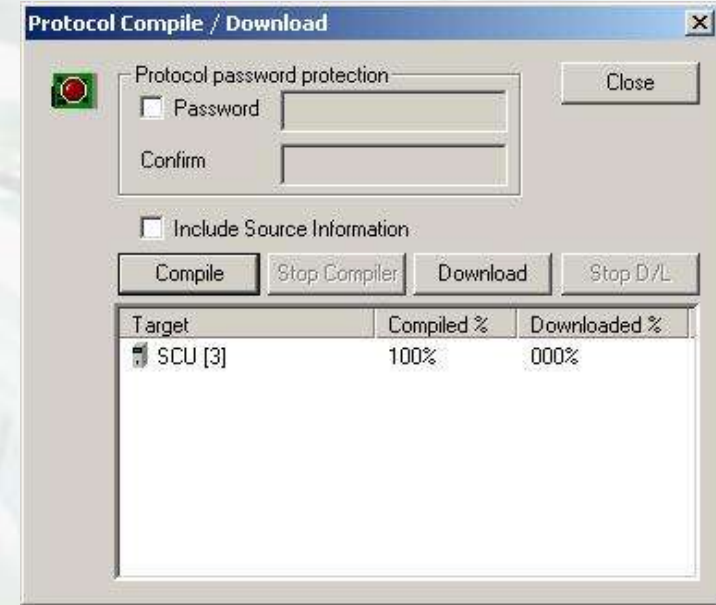 Protocol Compile / Download
Protocol password protection
Close
Password
Confirm
Include Source Information
Compile Stop Compiler Download Stop D/L
Target Compiled % Downloaded %
SCU [3] 100% 000%